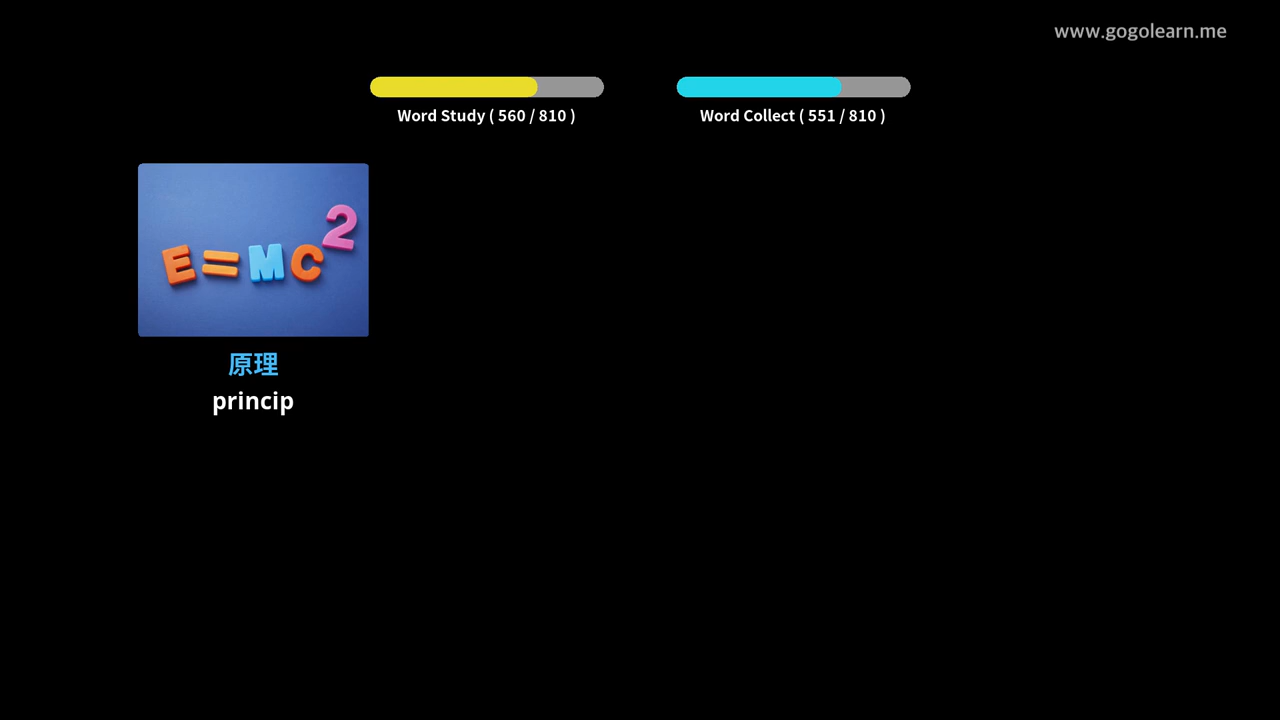 www.gogolearn.me
Word Study ( 560 / 810 )
Word Collect ( 551 / 810 )
E=MC2
原理
princip